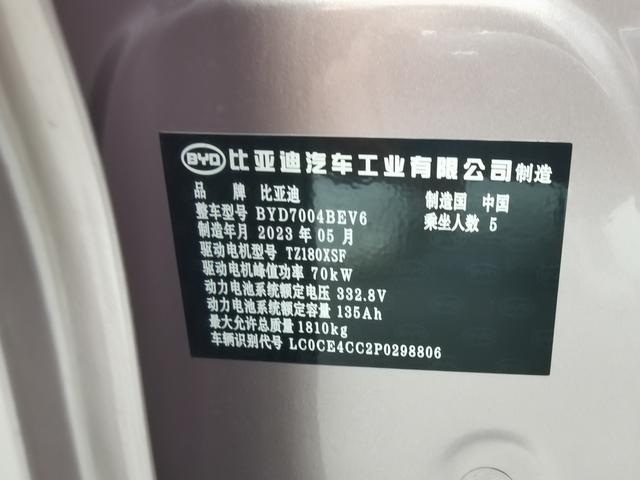 BYD 比亚迪汽车工业有限公司 制造
品 牌 比亚迪 制造国 中国
整车型号 BYD7004BEV6 乘坐人数 5
制造年月 2023 年 05 月
驱动电机型号 TZ180XSF
驱动电机峰值功率 70kW
动力电池系统额定电压 332.8V
动力电池系统额定容量 135Ah
最大允许总质量 1810kg
车辆识别代号 LC0CE4CC2P0298806